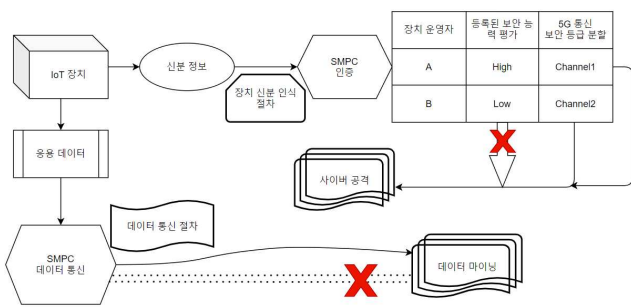 IoT 장치
신분 정보
장치 신분 인식
절차
SMPC
인증
장치 운영자
등록된 보안 능
력 평가
5G 통신
보안 등급 분할
A
High
Channel1
B
Low
Channel2
응용 데이터
사이버 공격
데이터 통신 절차
SMPC
데이터 통신
데이터 마이닝